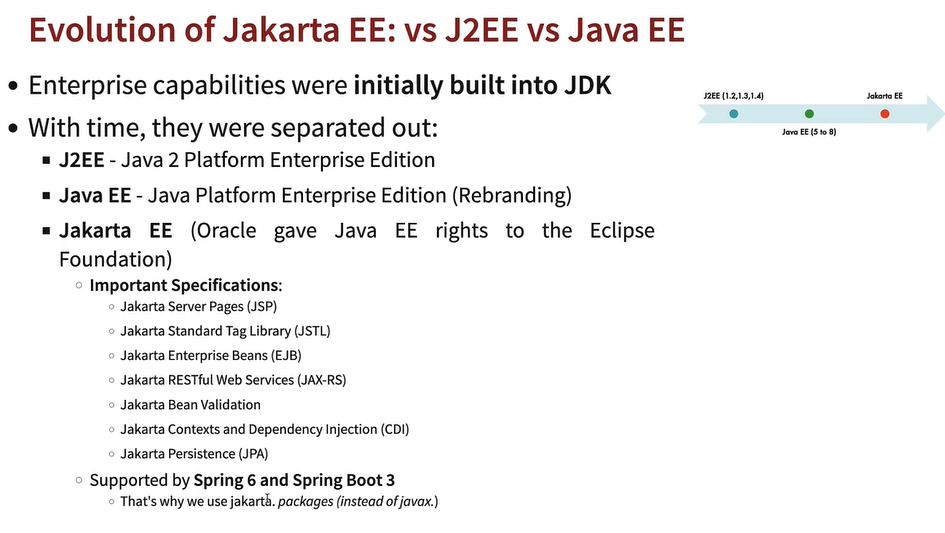 Evolution of Jakarta EE: vs J2EE vs Java EE
• Enterprise capabilities were initially built into JDK
• With time, they were separated out:
▪ J2EE - Java 2 Platform Enterprise Edition
▪ Java EE - Java Platform Enterprise Edition (Rebranding)
▪ Jakarta EE (Oracle gave Java EE rights to the Eclipse
Foundation)
○ Important Specifications:
○ Jakarta Server Pages (JSP)
○ Jakarta Standard Tag Library (JSTL)
○ Jakarta Enterprise Beans (EJB)
○ Jakarta RESTful Web Services (JAX-RS)
○ Jakarta Bean Validation
○ Jakarta Contexts and Dependency Injection (CDI)
○ Jakarta Persistence (JPA)
○ Supported by Spring 6 and Spring Boot 3
○ That's why we use jakarta. packages (instead of javax.)
J2EE (1.2,1.3,1.4)
Jakarta EE
Java EE (5 to 8)